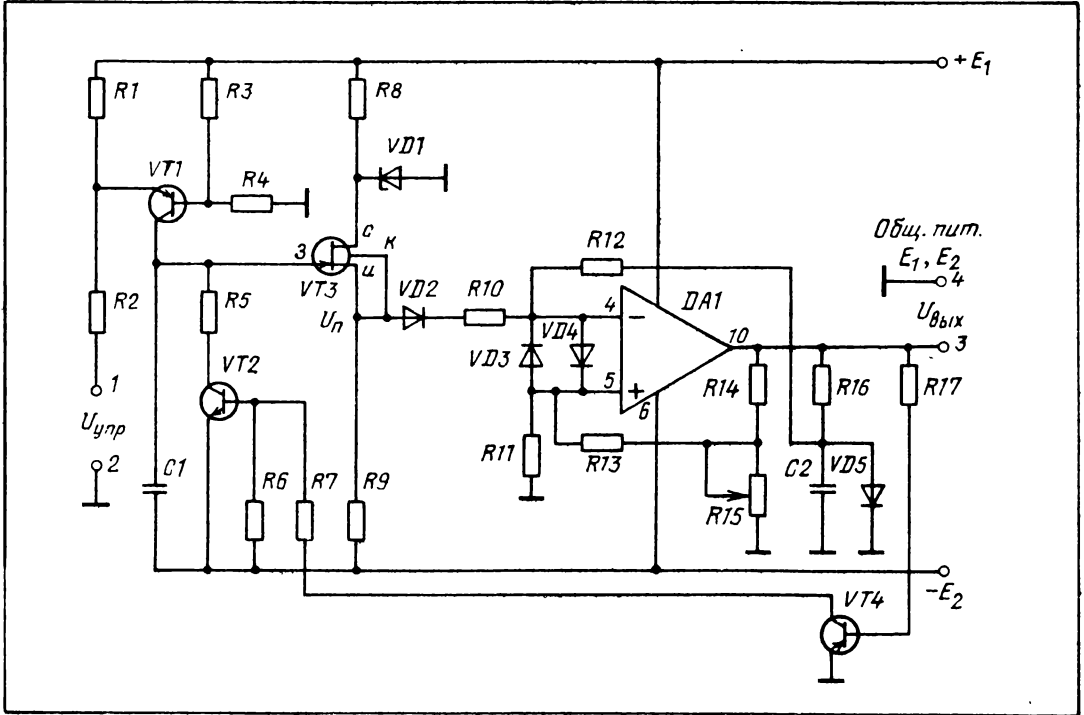 +E1
R1
R3
R8
VD1
VT1
R4
с
к
и
З
VT3
Uп
VD2
R10
R12
DA1
Общ. пит.
E1, E2
4
Uвых
3
10
4
VD4
VD3
5
6
R2
R5
VT2
1
Uупр
2
C1
R6
R7
R9
R11
R13
R14
R15
R16
R17
C2
VD5
-E2
VT4